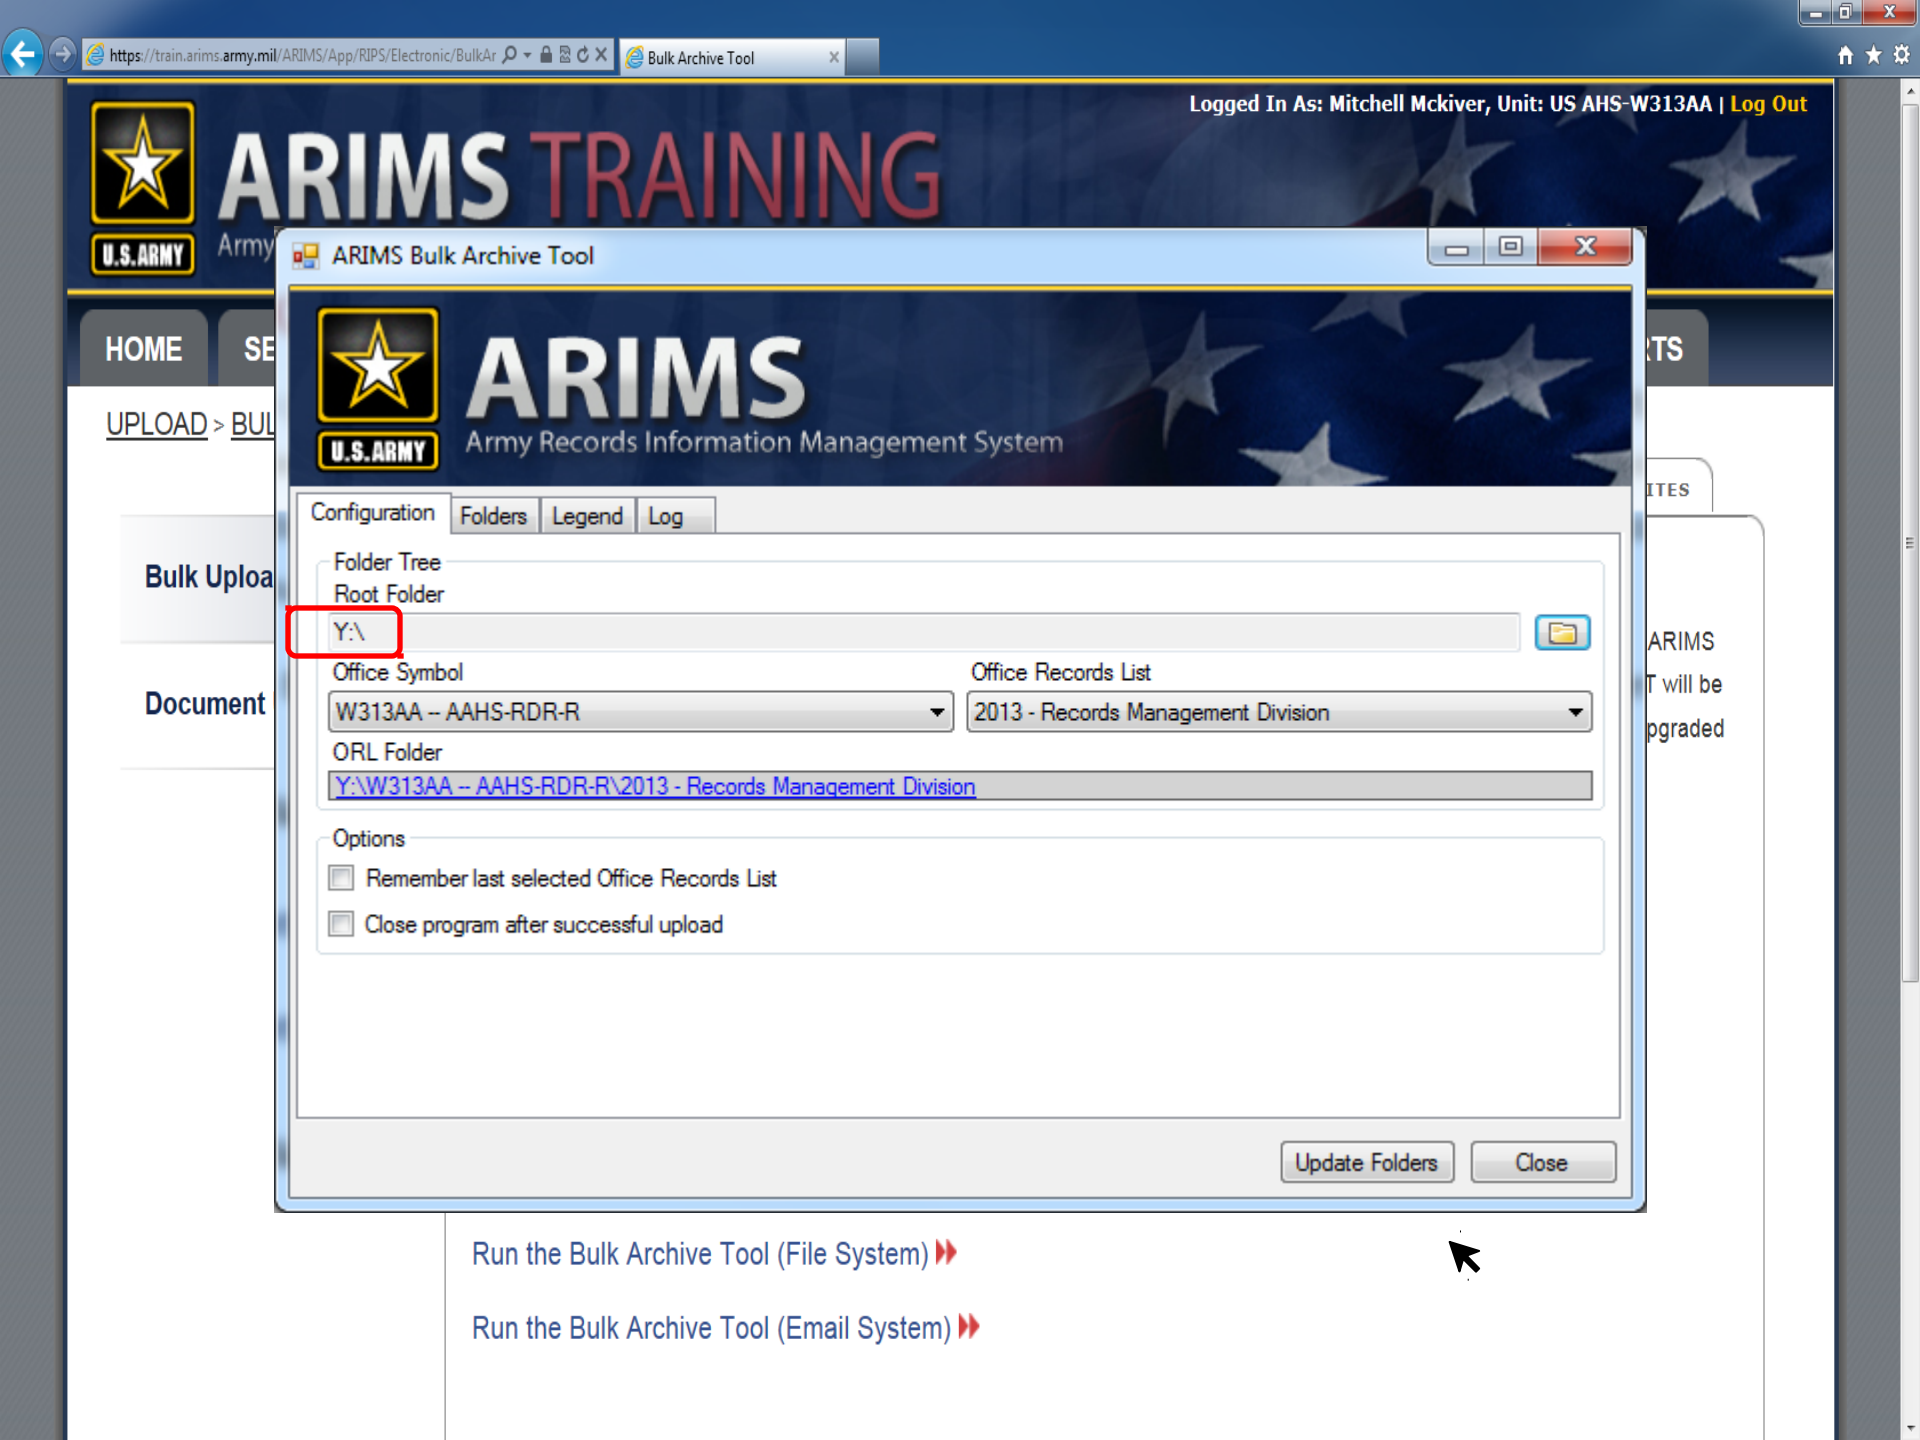 https://train.arims.army.mil/ARIMS/App/RIPS/Electronic/BulkAr
Bulk Archive Tool
Logged In As: Mitchell Mckiver, Unit: US AHS-W313AA | Log Out
ARIMS TRAINING
U.S.ARMY
Army
ARIMS Bulk Archive Tool
HOME
SE
RTS
ARIMS
Army Records Information Management System
U.S.ARMY
UPLOAD > BUL
ITES
Configuration
Folders
Legend
Log
Folder Tree
Root Folder
Y:\
Office Symbol
Office Records List
W313AA -- AAHS-RDR-R
2013 - Records Management Division
ORL Folder
Y:\W313AA -- AAHS-RDR-R\2013 - Records Management Division
Options
Remember last selected Office Records List
Close program after successful upload
Update Folders
Close
Bulk Uploa
Document
ARIMS
T will be
pgraded
Run the Bulk Archive Tool (File System)
Run the Bulk Archive Tool (Email System)